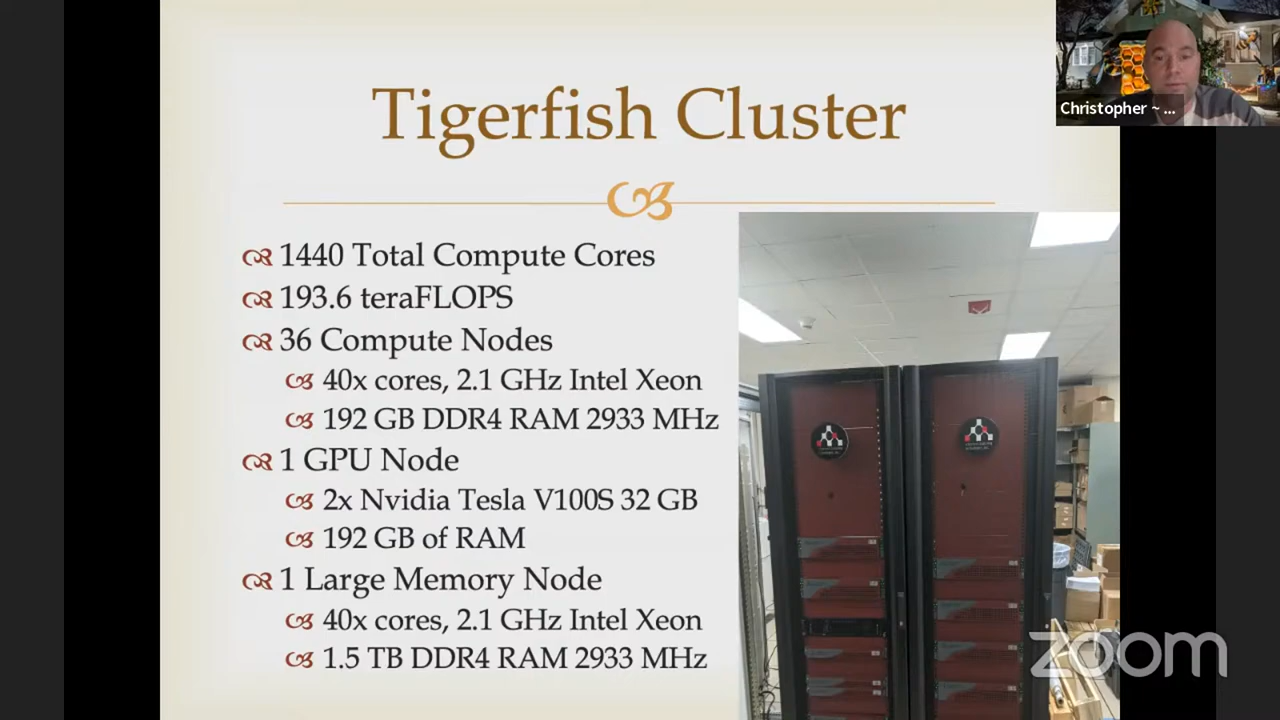 Christopher ~ ...
Tigerfish Cluster
1440 Total Compute Cores
193.6 teraFLOPS
36 Compute Nodes
40x cores, 2.1 GHz Intel Xeon
192 GB DDR4 RAM 2933 MHz
1 GPU Node
2x Nvidia Tesla V100S 32 GB
192 GB of RAM
1 Large Memory Node
40x cores, 2.1 GHz Intel Xeon
1.5 TB DDR4 RAM 2933 MHz
zoom